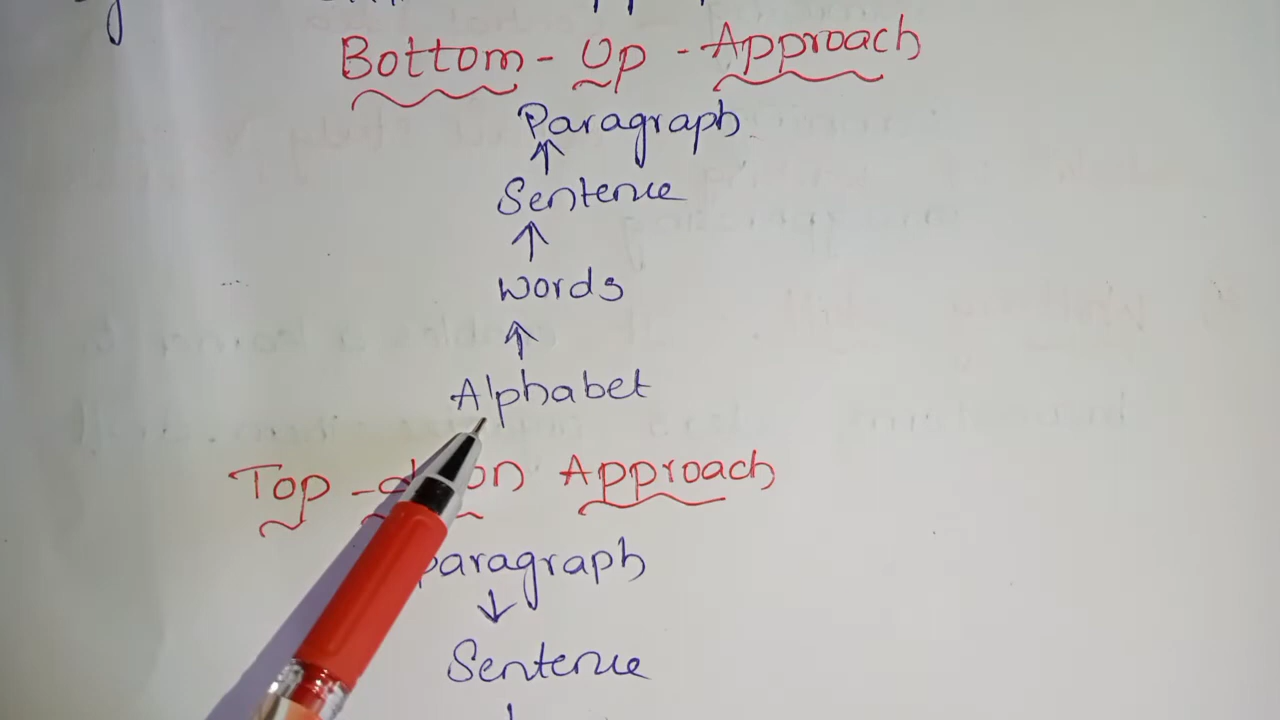 Bottom - Up - Approach
Paragraph
↑
Sentence
↑
Words
↑
Alphabet
Top - Approach
paragraph
↓
Sentence